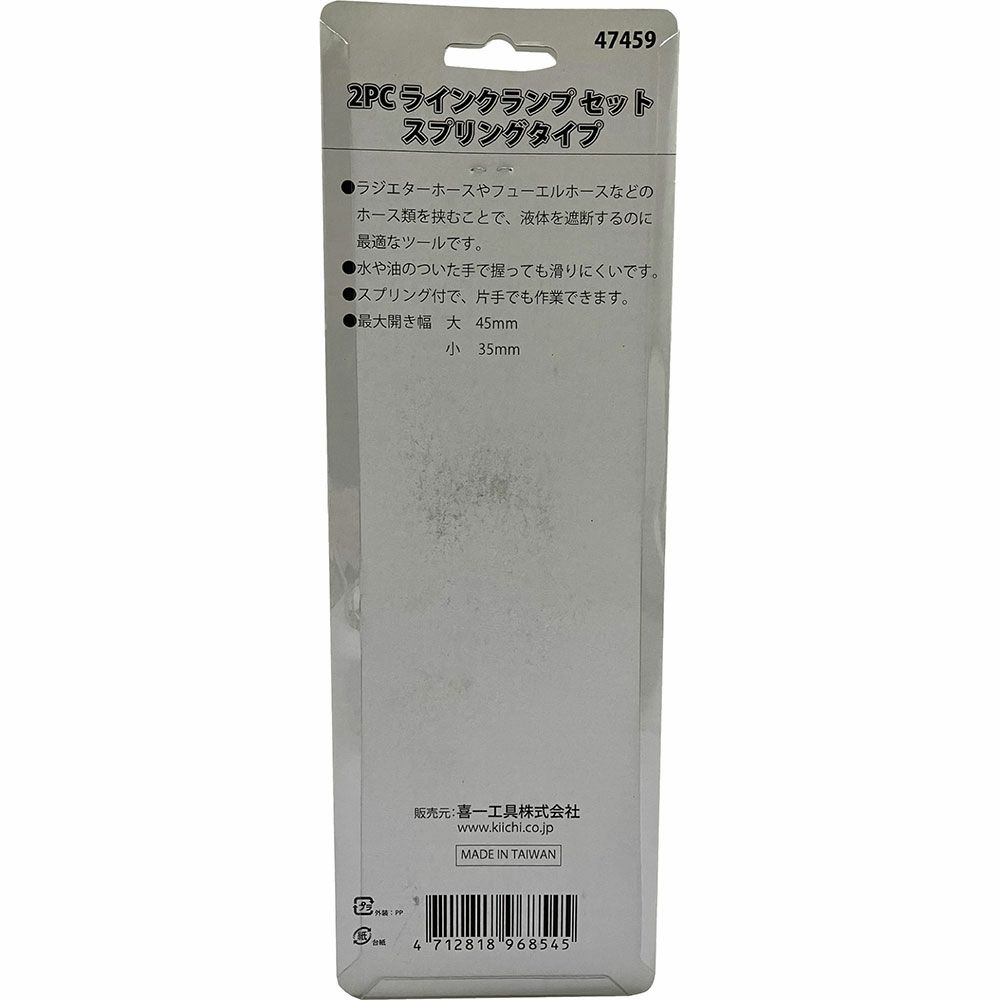 47459
2PC ラインクランプ セット
スプリングタイプ
●ラジエターホースやフューエルホースなどの
ホース類を挟むことで、液体を遮断するのに
最適なツールです。
●水や油のついた手で握っても滑りにくいです。
●スプリング付で、片手でも作業できます。
●最大開き幅 大 45mm
小 35mm
販売元：喜一工具株式会社
www.kiichi.co.jp
MADE IN TAIWAN
プラ 外装：PP
紙 台紙
4 712818 968545